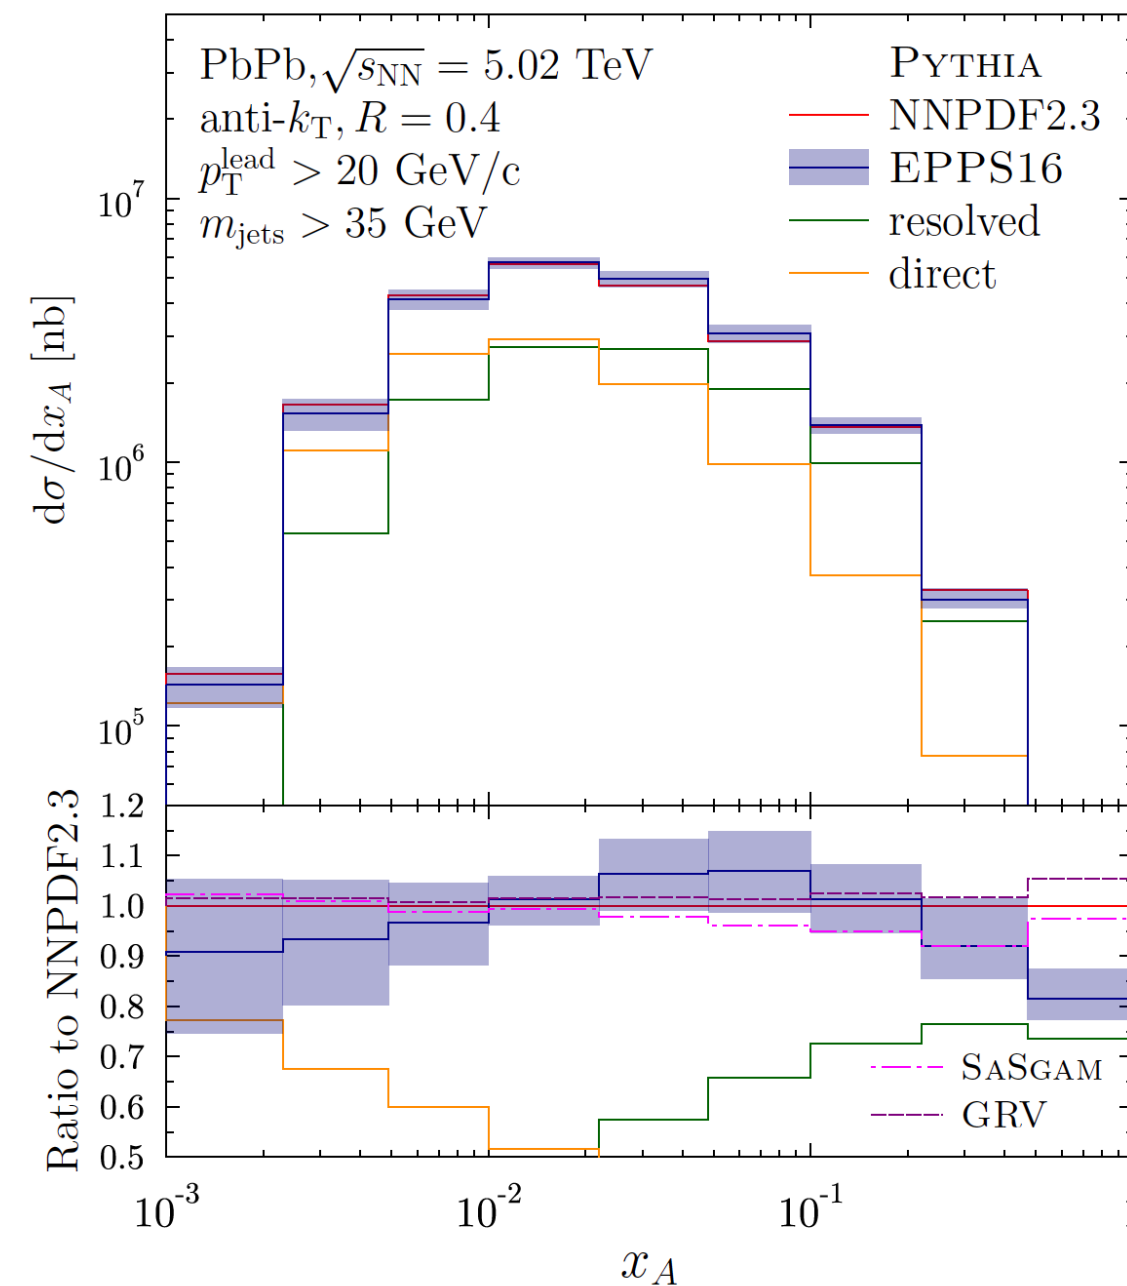 PbPb, √s_NN = 5.02 TeV
anti-k_T, R = 0.4
p_T^lead > 20 GeV/c
m_jets > 35 GeV
PYTHIA
NNPDF2.3
EPPS16
resolved
direct
dσ/dx_A [nb]
10^7
10^6
10^5
Ratio to NNPDF2.3
1.2
1.1
1.0
0.9
0.8
0.7
0.6
0.5
SASGAM
GRV
10^-3
10^-2
10^-1
x_A